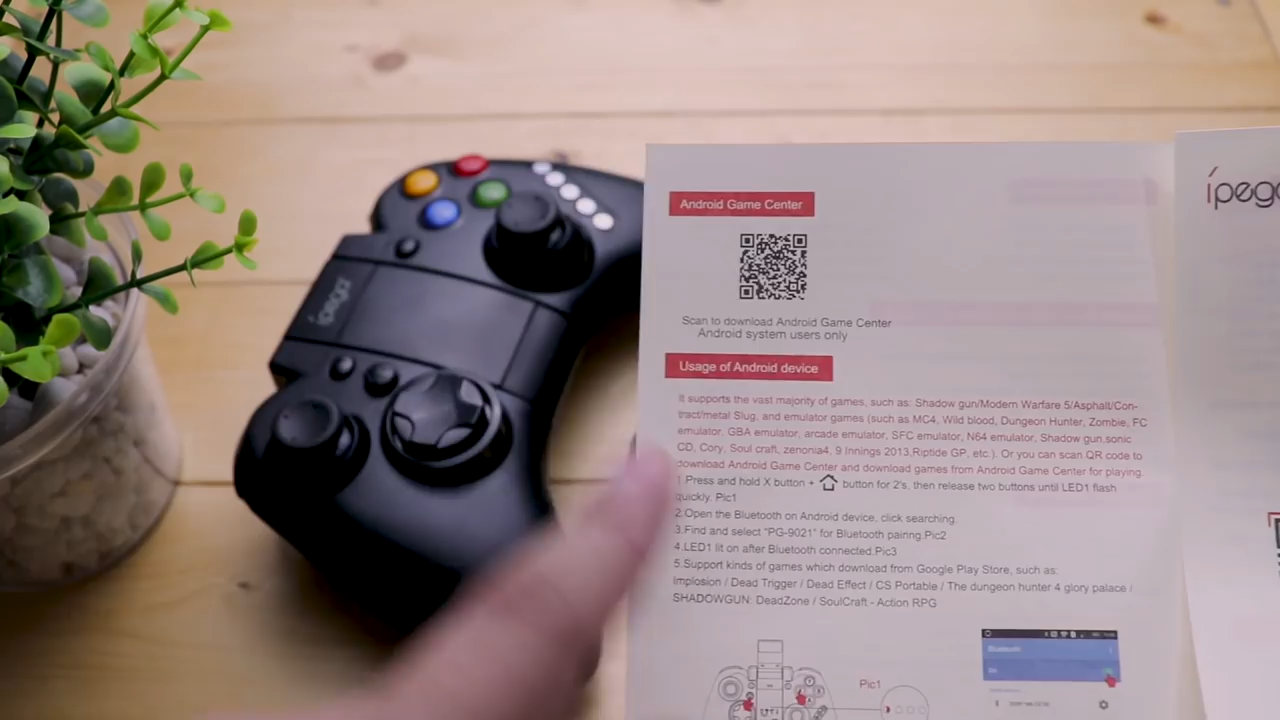 ípega
ípega
Android Game Center
Scan to download Android Game Center
Android system users only
Usage of Android device
It supports the vast majority of games, such as: Shadow gun/Modern Warfare 5/Asphalt/Con-
tract/metal Slug, and emulator games (such as MC4, Wild blood, Dungeon Hunter, Zombie, FC
emulator, GBA emulator, arcade emulator, SFC emulator, N64 emulator, Shadow gun.sonic
CD, Cory, Soul craft, zenonia4, 9 Innings 2013,Riptide GP, etc.). Or you can scan QR code to
download Android Game Center and download games from Android Game Center for playing.
1.Press and hold X button + button for 2's, then release two buttons until LED1 flash
quickly. Pic1
2.Open the Bluetooth on Android device, click searching.
3.Find and select "PG-9021" for Bluetooth pairing.Pic2
4.LED1 lit on after Bluetooth connected.Pic3
5.Support kinds of games which download from Google Play Store, such as:
Implosion / Dead Trigger / Dead Effect / CS Portable / The dungeon hunter 4 glory palace /
SHADOWGUN: DeadZone / SoulCraft - Action RPG
Pic1
Bluetooth